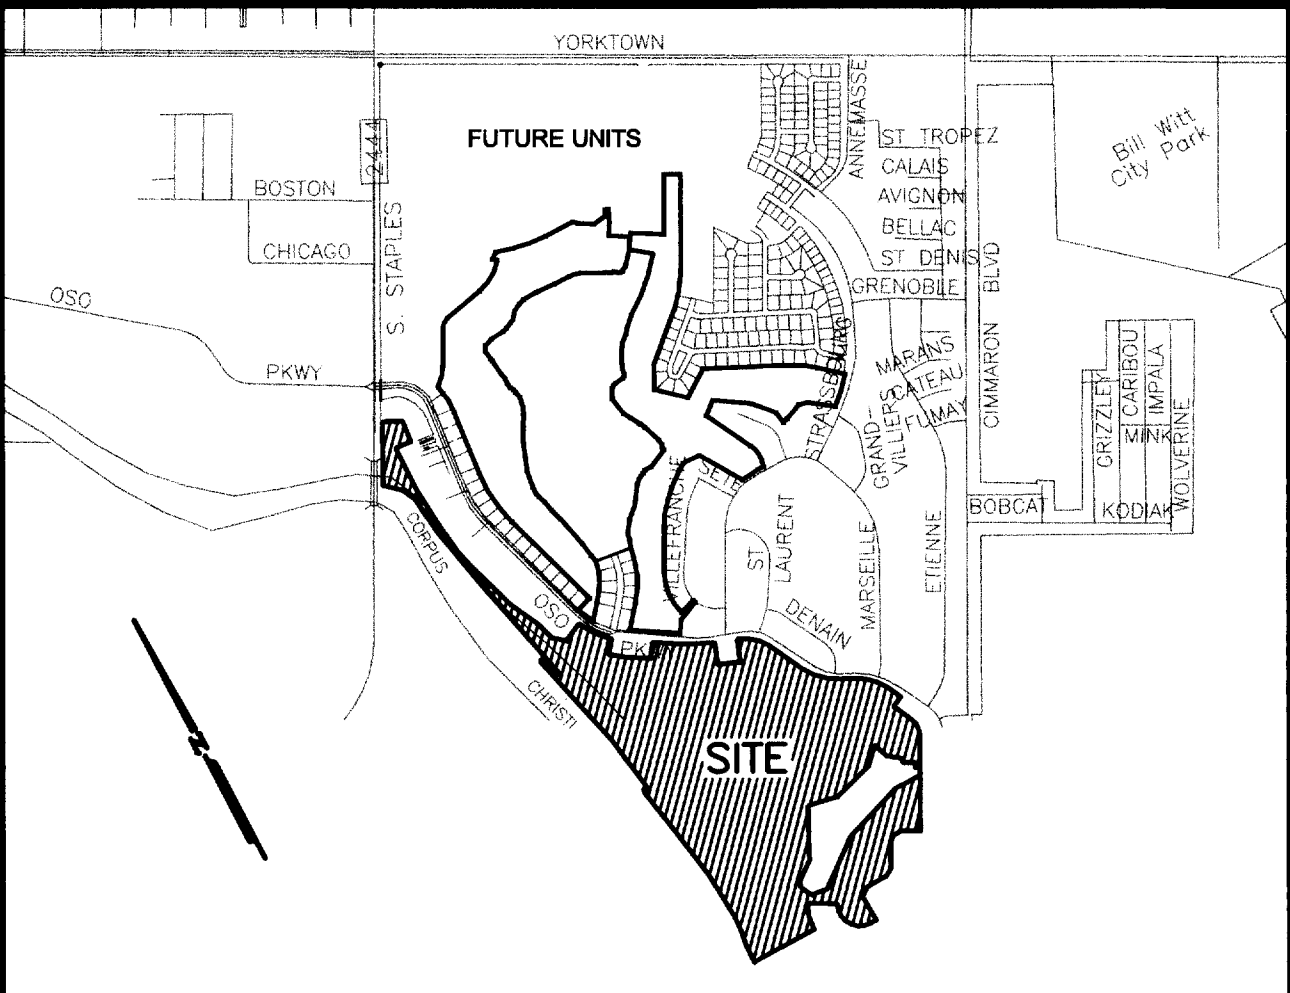 YORKTOWN
FUTURE UNITS
2444
ANNEMASSE
ST TROPEZ
CALAIS
AVIGNON
BELLAC
ST DENIS
GRENOBLE
Bill Witt
City Park
BOSTON
CHICAGO
S. STAPLES
OSO
PKWY
CIMMARON BLVD
STRASSBOURG
MARANS
CATEAU
FUMAY
GRAND-
VILLIERS
GRIZZLEY
CARIBOU
IMPALA
MINK
WOLVERINE
BOBCAT
KODIAK
SETE
VILLEFRANCHE
ST
LAURENT
MARSEILLE
ETIENNE
DENAIN
CORPUS
CHRISTI
OSO
N
SITE